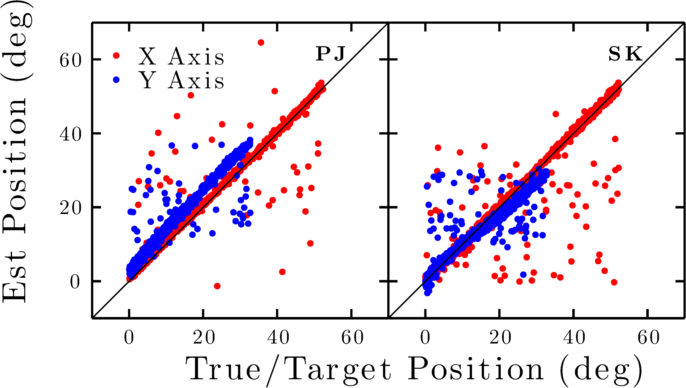 Est Position (deg)
60
40
20
0
X Axis
Y Axis
PJ
SK
0 20 40 60
0 20 40 60
True/Target Position (deg)